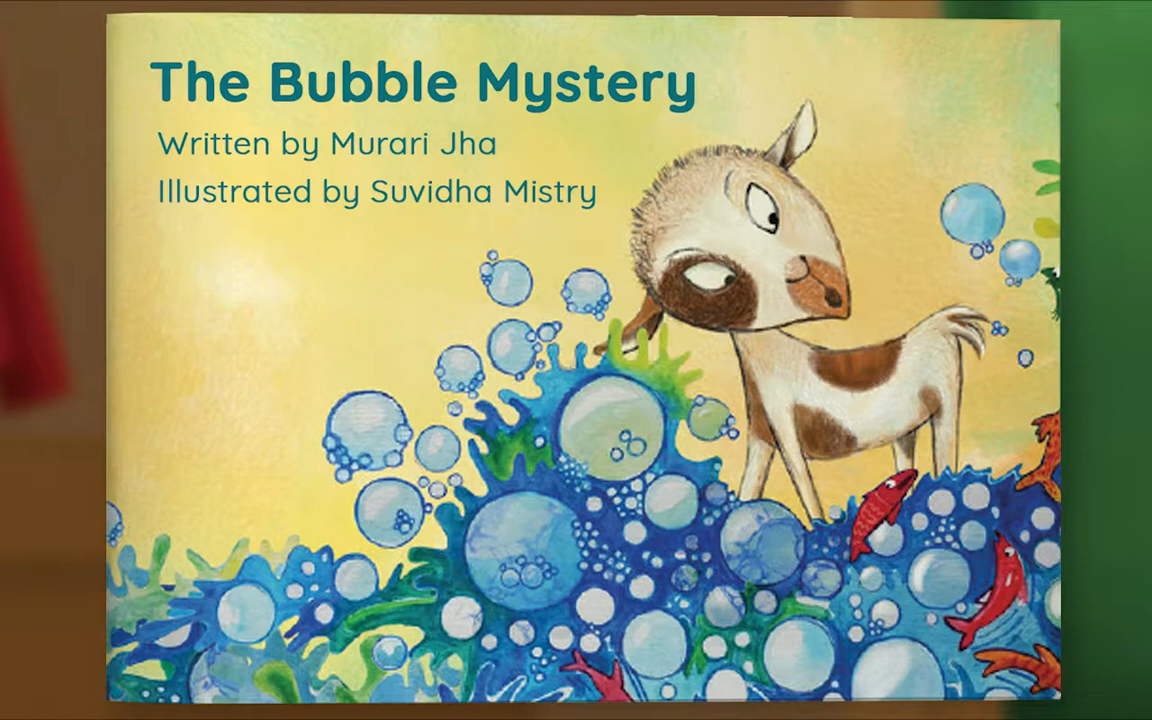 The Bubble Mystery
Written by Murari Jha
Illustrated by Suvidha Mistry